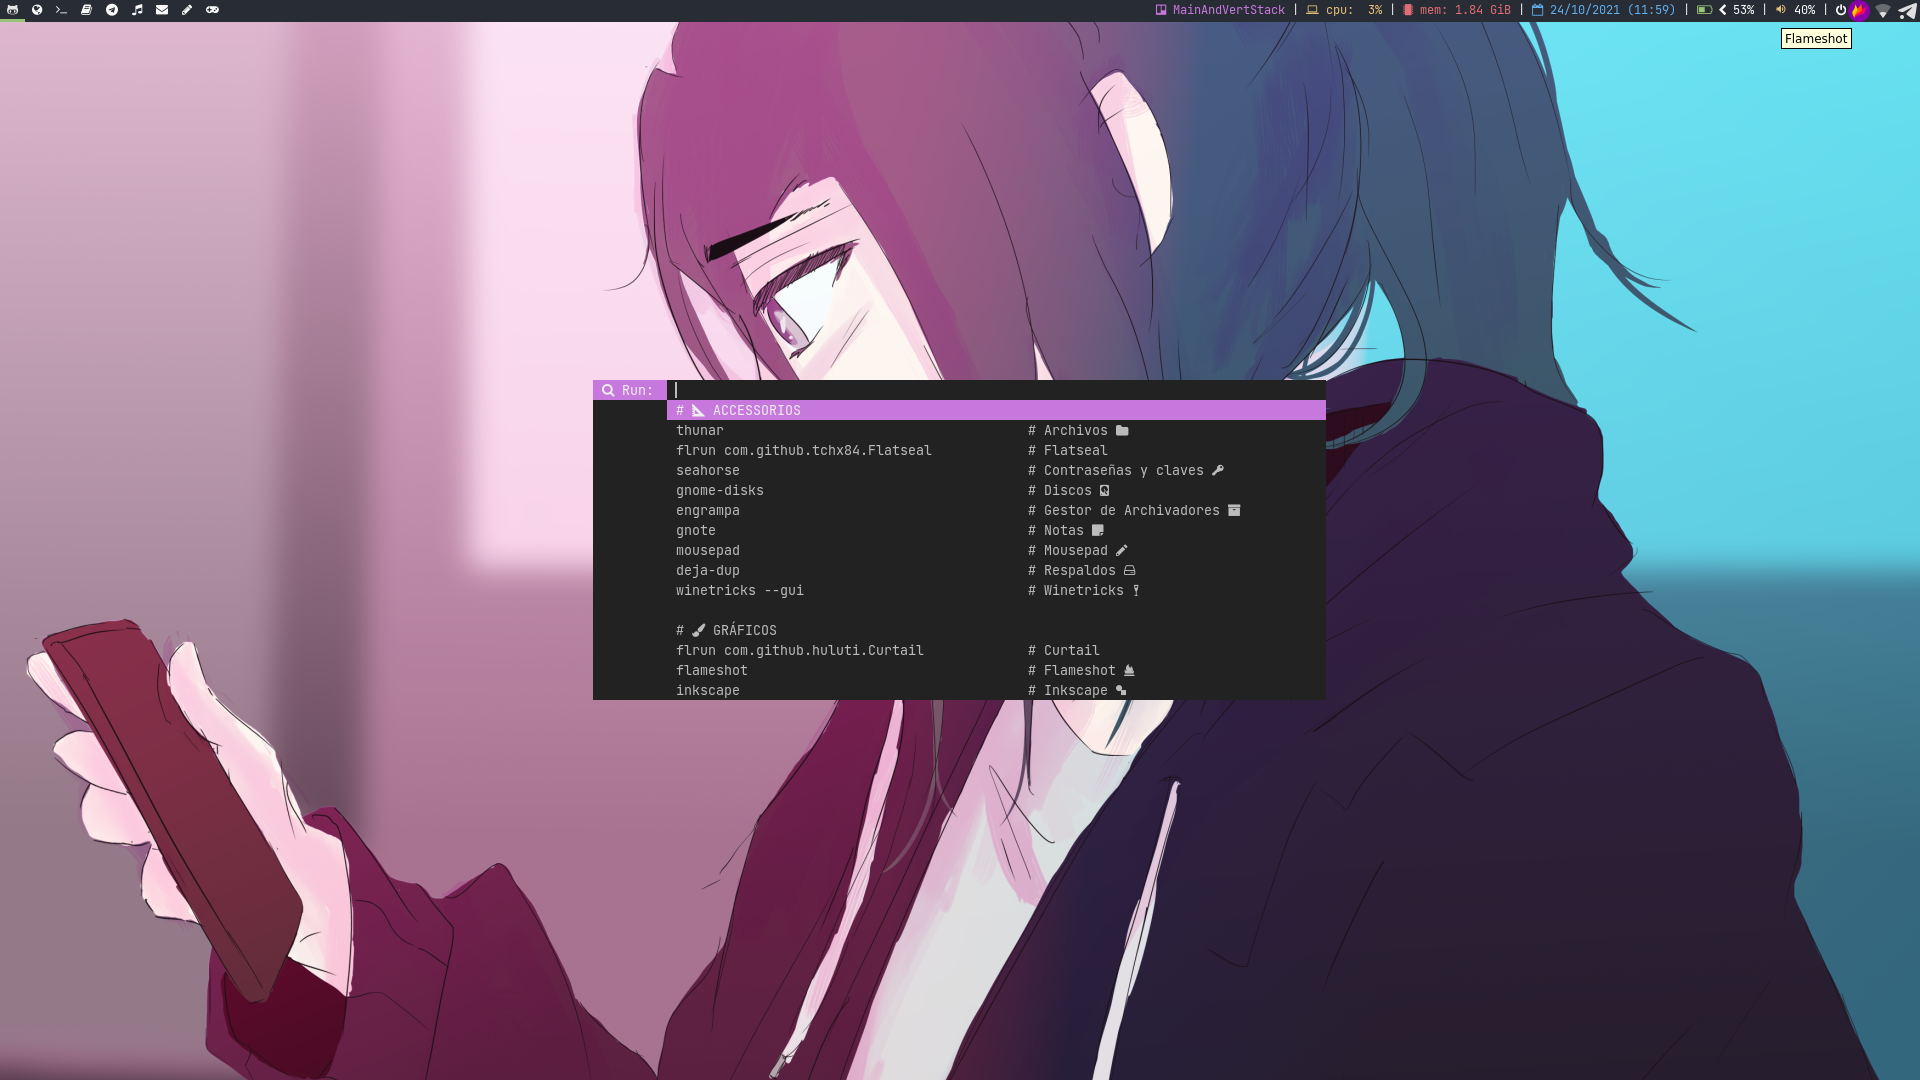 MainAndVertStack | cpu: 3% | mem: 1.84 GiB | 24/10/2021 (11:59) | 53% | 40% |
Flameshot
Run:
# ACCESSORIOS
thunar # Archivos
flrun com.github.tchx84.Flatseal # Flatseal
seahorse # Contraseñas y claves
gnome-disks # Discos
engrampa # Gestor de Archivadores
gnote # Notas
mousepad # Mousepad
deja-dup # Respaldos
winetricks --gui # Winetricks
# GRÁFICOS
flrun com.github.huluti.Curtail # Curtail
flameshot # Flameshot
inkscape # Inkscape